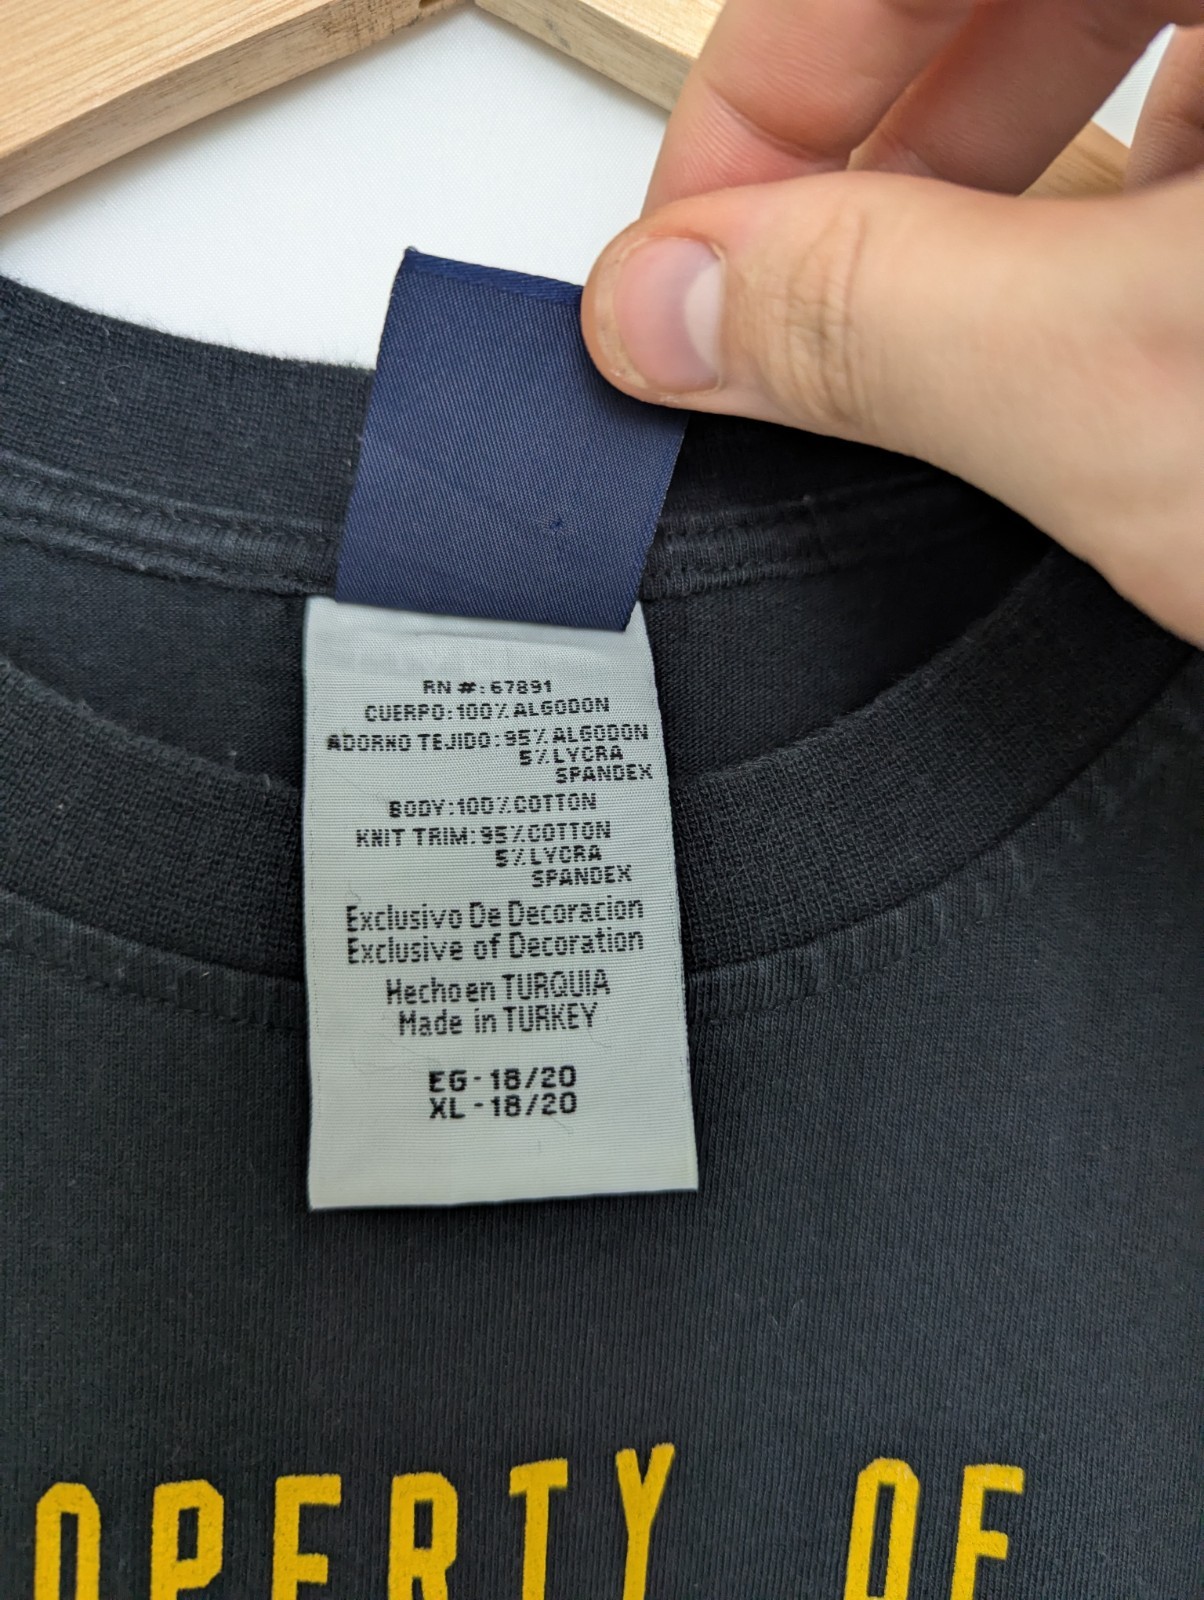 RN #: 67891
CUERPO: 100% ALGODON
ADORNO TEJIDO: 95% ALGODON
5% LYCRA
SPANDEX
BODY: 100% COTTON
KNIT TRIM: 95% COTTON
5% LYCRA
SPANDEX
Exclusivo De Decoracion
Exclusive of Decoration
Hecho en TURQUIA
Made in TURKEY
EG - 18/20
XL - 18/20
OPERTY OF